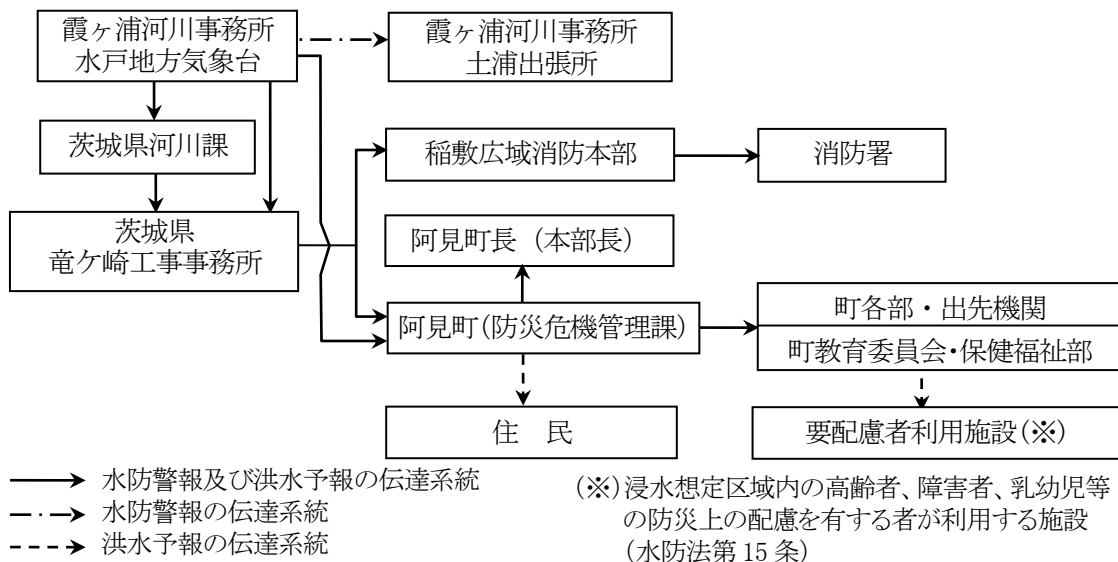 霞ヶ浦河川事務所
水戸地方気象台
霞ヶ浦河川事務所
土浦出張所
茨城県河川課
稲敷広域消防本部
消防署
茨城県
竜ケ崎工事事務所
阿見町長（本部長）
阿見町(防災危機管理課)
町各部・出先機関
町教育委員会・保健福祉部
住　民
要配慮者利用施設(※)
水防警報及び洪水予報の伝達系統
水防警報の伝達系統
洪水予報の伝達系統
(※)浸水想定区域内の高齢者、障害者、乳幼児等
の防災上の配慮を有する者が利用する施設
(水防法第 15 条)